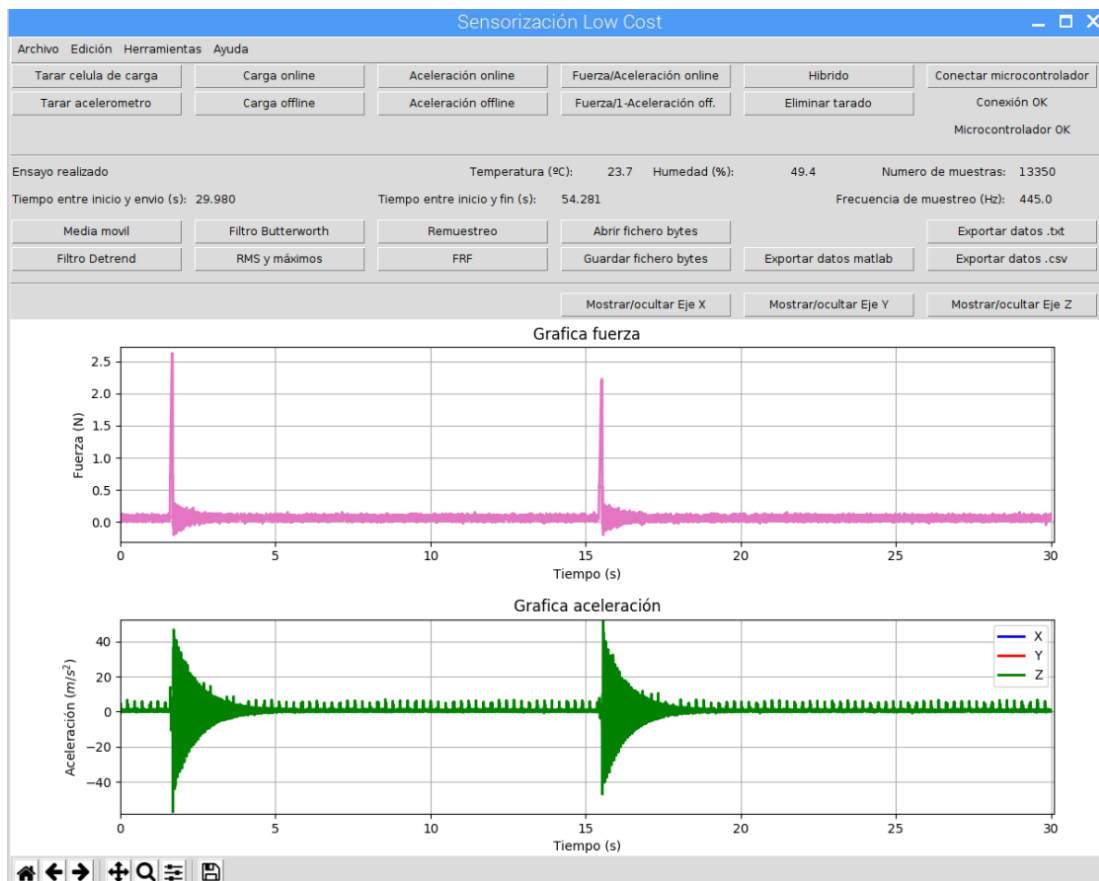 Sensorización Low Cost
Archivo Edición Herramientas Ayuda
Tarar celula de carga Carga online Aceleración online Fuerza/Aceleración online Hibrido Conectar microcontrolador
Tarar acelerometro Carga offline Aceleración offline Fuerza/1-Aceleración off. Eliminar tarado Conexión OK
Microcontrolador OK
Ensayo realizado Temperatura (ºC): 23.7 Humedad (%): 49.4 Numero de muestras: 13350
Tiempo entre inicio y envio (s): 29.980 Tiempo entre inicio y fin (s): 54.281 Frecuencia de muestreo (Hz): 445.0
Media movil Filtro Butterworth Remuestreo Abrir fichero bytes Exportar datos .txt
Filtro Detrend RMS y máximos FRF Guardar fichero bytes Exportar datos matlab Exportar datos .csv
Mostrar/ocultar Eje X Mostrar/ocultar Eje Y Mostrar/ocultar Eje Z
Grafica fuerza
Fuerza (N)
2.5
2.0
1.5
1.0
0.5
0.0
0 5 10 15 20 25 30
Tiempo (s)
Grafica aceleración
Aceleración (m/s²)
40
20
0
−20
−40
X
Y
Z
0 5 10 15 20 25 30
Tiempo (s)